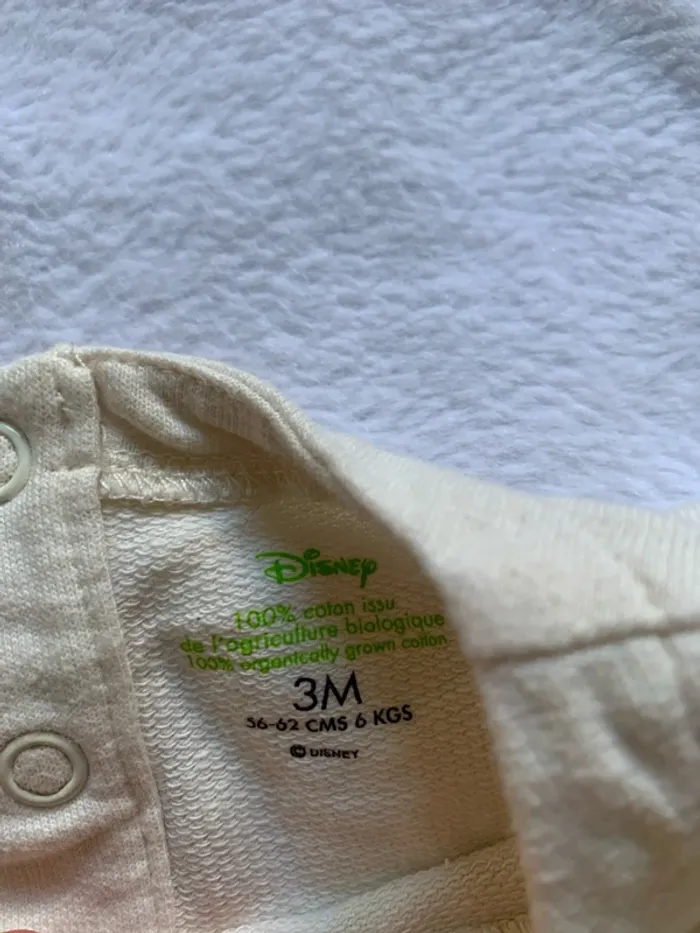 Disney
100% coton issu
de l'agriculture biologique
100% organically grown cotton
3M
56-62 CMS 6 KGS
© DISNEY